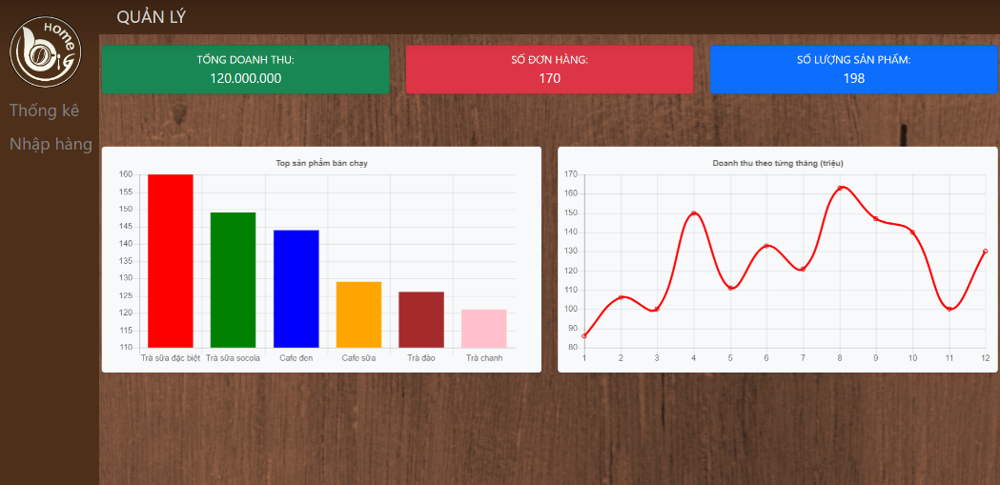 Home
big
QUẢN LÝ
Thống kê
Nhập hàng
TỔNG DOANH THU:
120.000.000
SỐ ĐƠN HÀNG:
170
SỐ LƯỢNG SẢN PHẨM:
198
Top sản phẩm bán chạy
160
155
150
145
140
135
130
125
120
115
110
Trà sữa đặc biệt Trà sữa socola Cafe đen Cafe sữa Trà đào Trà chanh
Doanh thu theo từng tháng (triệu)
170
160
150
140
130
120
110
100
90
80
1 2 3 4 5 6 7 8 9 10 11 12